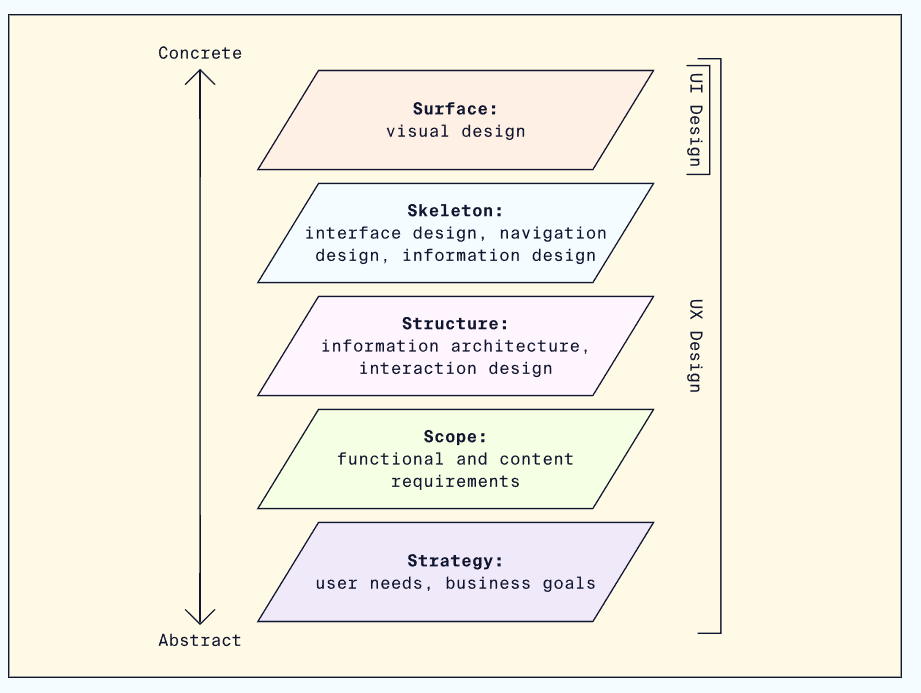 Concrete
Surface:
visual design
UI Design
Skeleton:
interface design, navigation
design, information design
Structure:
information architecture,
interaction design
UX Design
Scope:
functional and content
requirements
Strategy:
user needs, business goals
Abstract